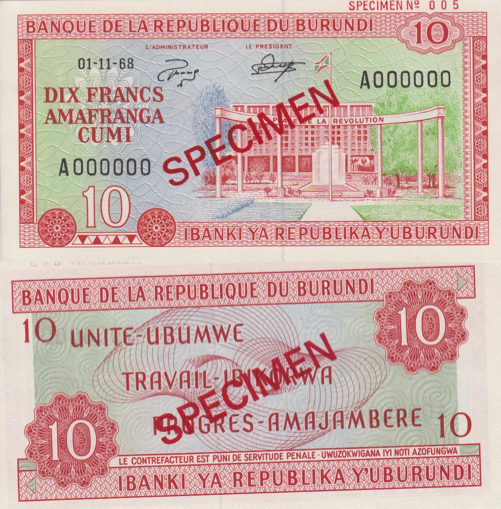 SPECIMEN Nº 005
BANQUE DE LA REPUBLIQUE DU BURUNDI
10
L'ADMINISTRATEUR
LE PRESIDENT
01-11-68
A000000
DIX FRANCS
AMAFRANGA
CUMI
SPECIMEN
DE LA REVOLUTION
A000000
10
IBANKI YA REPUBLIKA Y'UBURUNDI
BANQUE DE LA REPUBLIQUE DU BURUNDI
10
10
UNITE-UBUMWE
TRAVAIL-
SPECIMEN
-AMAJAMBERE
10
10
LE CONTREFACTEUR EST PUNI DE SERVITUDE PENALE - UWUZOKWIGANA IYI NOTI AZOFUNGWA
IBANKI YA REPUBLIKA Y'UBURUNDI